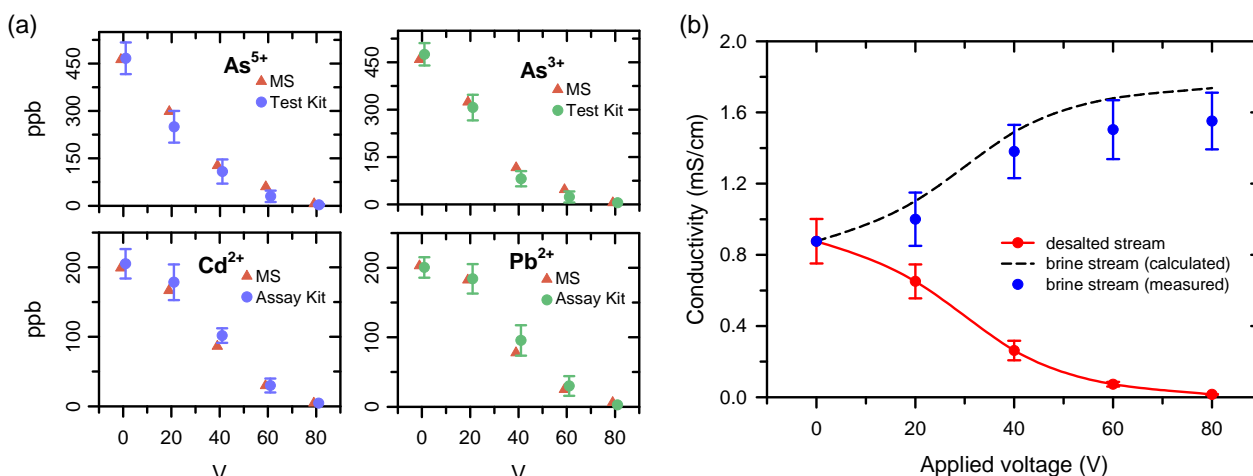 (a)
As5+
MS
Test Kit
ppb
450
300
150
0
As3+
MS
Test Kit
450
300
150
0
Cd2+
MS
Assay Kit
ppb
200
100
0
0 20 40 60 80
V
Pb2+
MS
Assay Kit
200
100
0
0 20 40 60 80
V
(b)
Conductivity (mS/cm)
2.0
1.6
1.2
0.8
0.4
0.0
desalted stream
brine stream (calculated)
brine stream (measured)
0 20 40 60 80
Applied voltage (V)